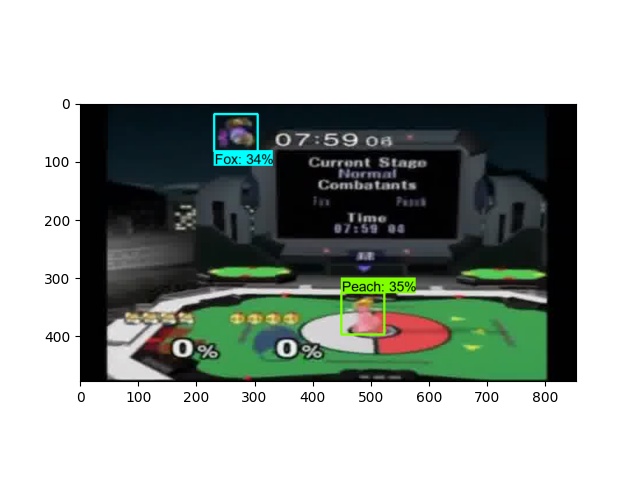 0
100
200
300
400
Fox: 34%
07:59 08
Current Stage
Normal
Combatants
Fox Peach
Time
07:59 08
Peach: 35%
0%
0%
0 100 200 300 400 500 600 700 800